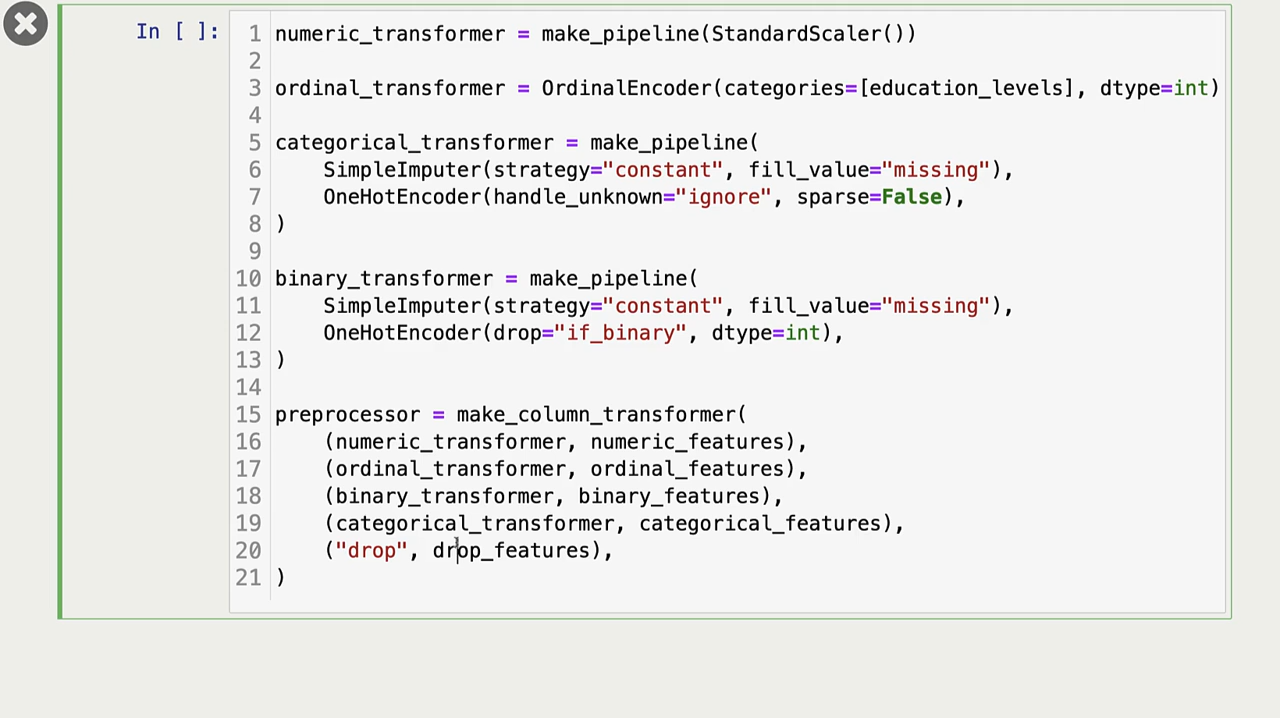 In [ ]:
1 numeric_transformer = make_pipeline(StandardScaler())
2
3 ordinal_transformer = OrdinalEncoder(categories=[education_levels], dtype=int)
4
5 categorical_transformer = make_pipeline(
6     SimpleImputer(strategy="constant", fill_value="missing"),
7     OneHotEncoder(handle_unknown="ignore", sparse=False),
8 )
9
10 binary_transformer = make_pipeline(
11     SimpleImputer(strategy="constant", fill_value="missing"),
12     OneHotEncoder(drop="if_binary", dtype=int),
13 )
14
15 preprocessor = make_column_transformer(
16     (numeric_transformer, numeric_features),
17     (ordinal_transformer, ordinal_features),
18     (binary_transformer, binary_features),
19     (categorical_transformer, categorical_features),
20     ("drop", drop_features),
21 )